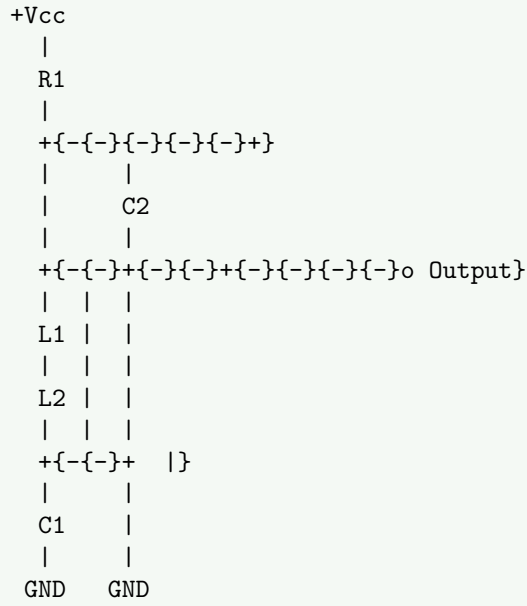 +Vcc
  |
  R1
  |
  +{-{-}{-}{-}{-}+}
  |     |
  |     C2
  |     |
  +{-{-}+{-}{-}+{-}{-}{-}{-}o Output}
  |  |  |
  L1 |  |
  |  |  |
  L2 |  |
  |  |  |
  +{-{-}+  |}
  |     |
  C1    |
  |     |
 GND   GND